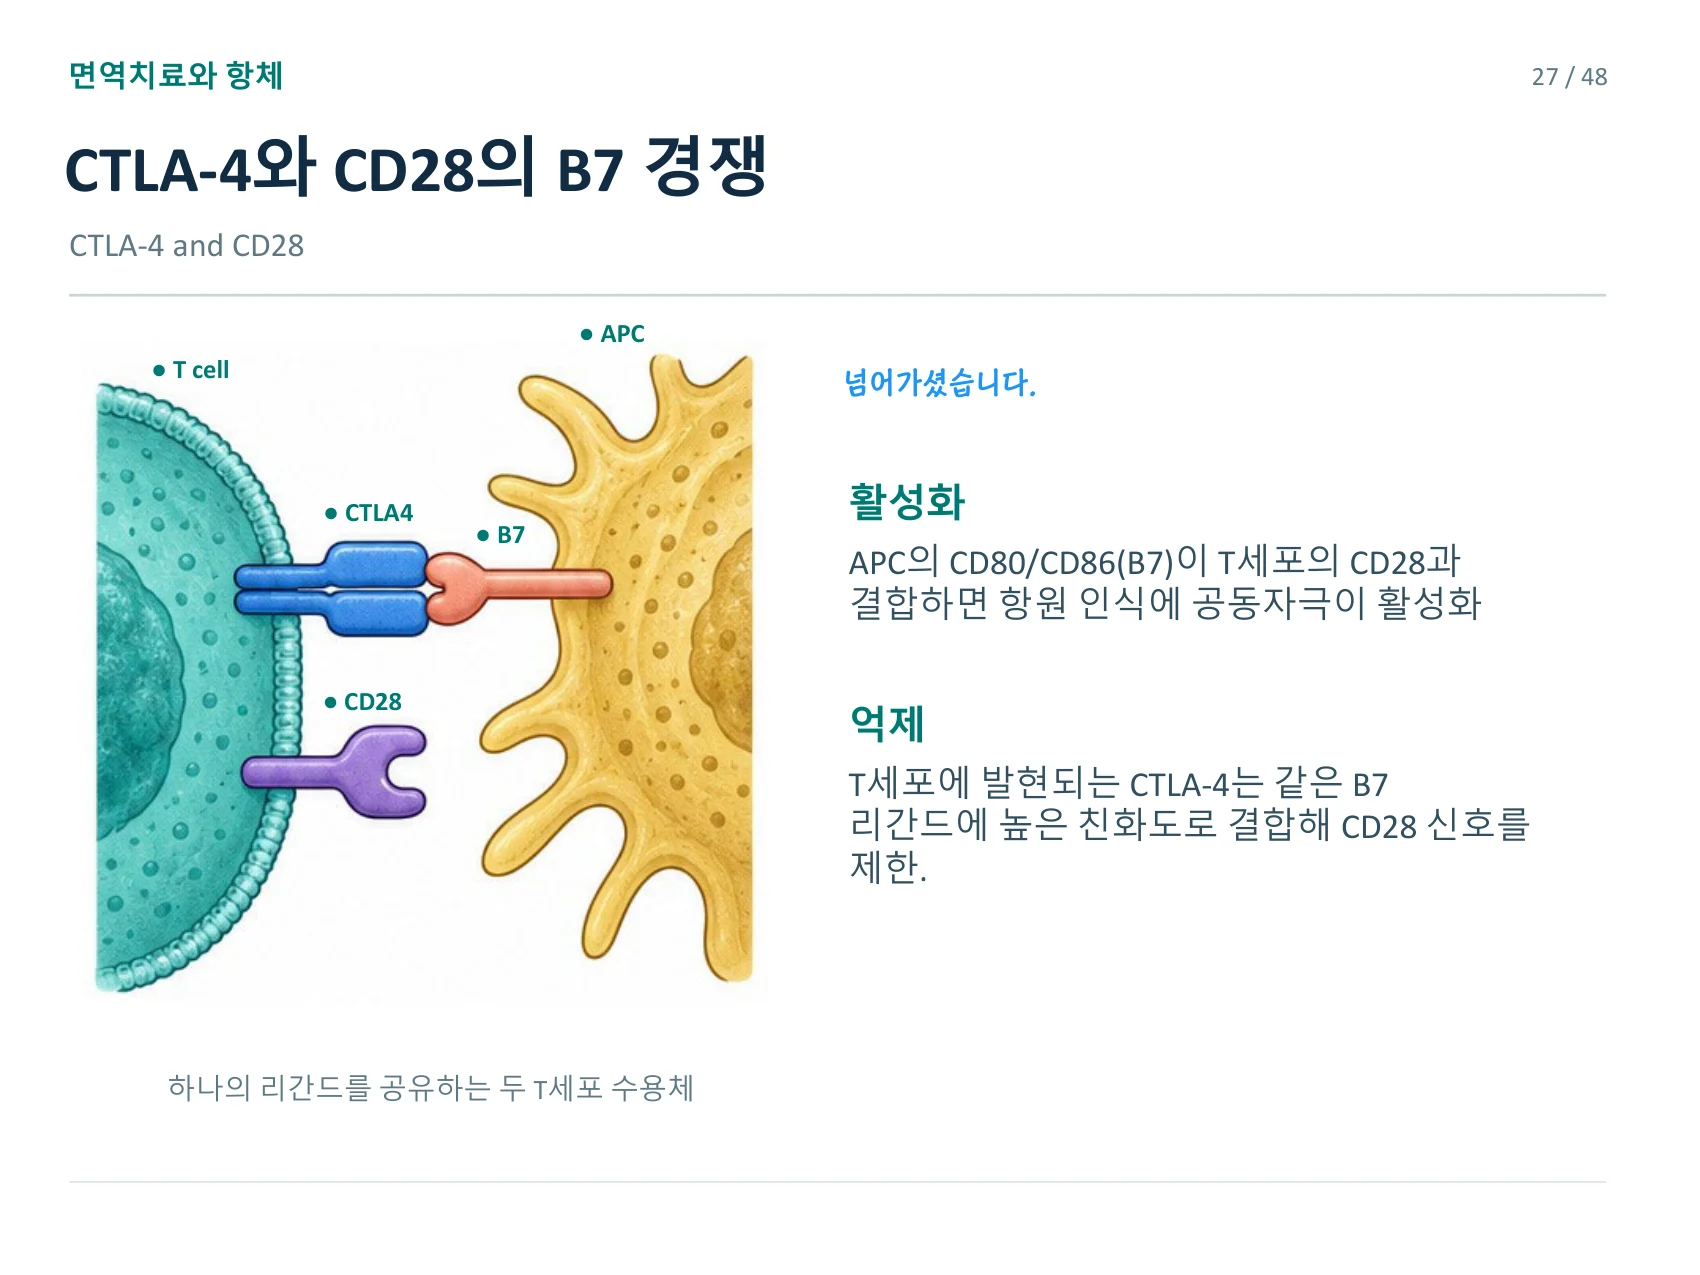 면역치료와 항체
27 / 48
CTLA-4와 CD28의 B7 경쟁
CTLA-4 and CD28
● APC
● T cell
● CTLA4
● B7
● CD28
하나의 리간드를 공유하는 두 T세포 수용체
넘어가셨습니다.
활성화
APC의 CD80/CD86(B7)이 T세포의 CD28과
결합하면 항원 인식에 공동자극이 활성화
억제
T세포에 발현되는 CTLA-4는 같은 B7
리간드에 높은 친화도로 결합해 CD28 신호를
제한.